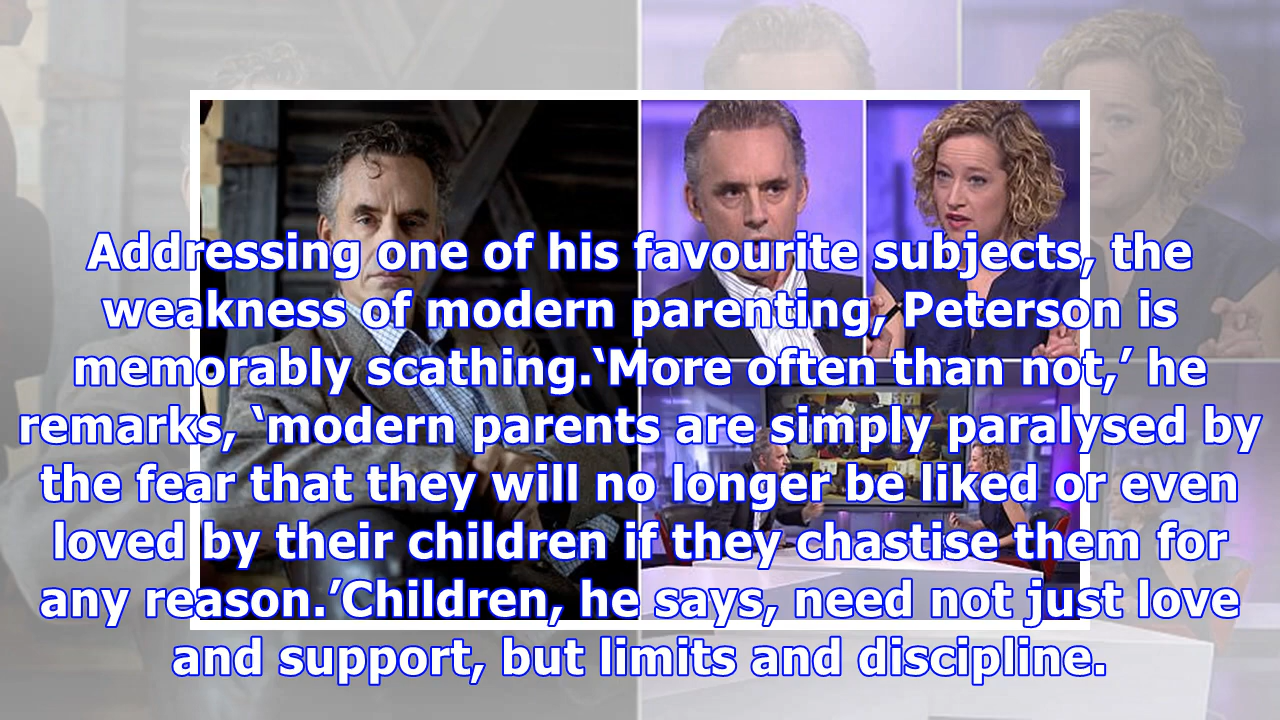 Addressing one of his favourite subjects, the
weakness of modern parenting, Peterson is
memorably scathing.‘More often than not,’ he
remarks, ‘modern parents are simply paralysed by
the fear that they will no longer be liked or even
loved by their children if they chastise them for
any reason.’Children, he says, need not just love
and support, but limits and discipline.